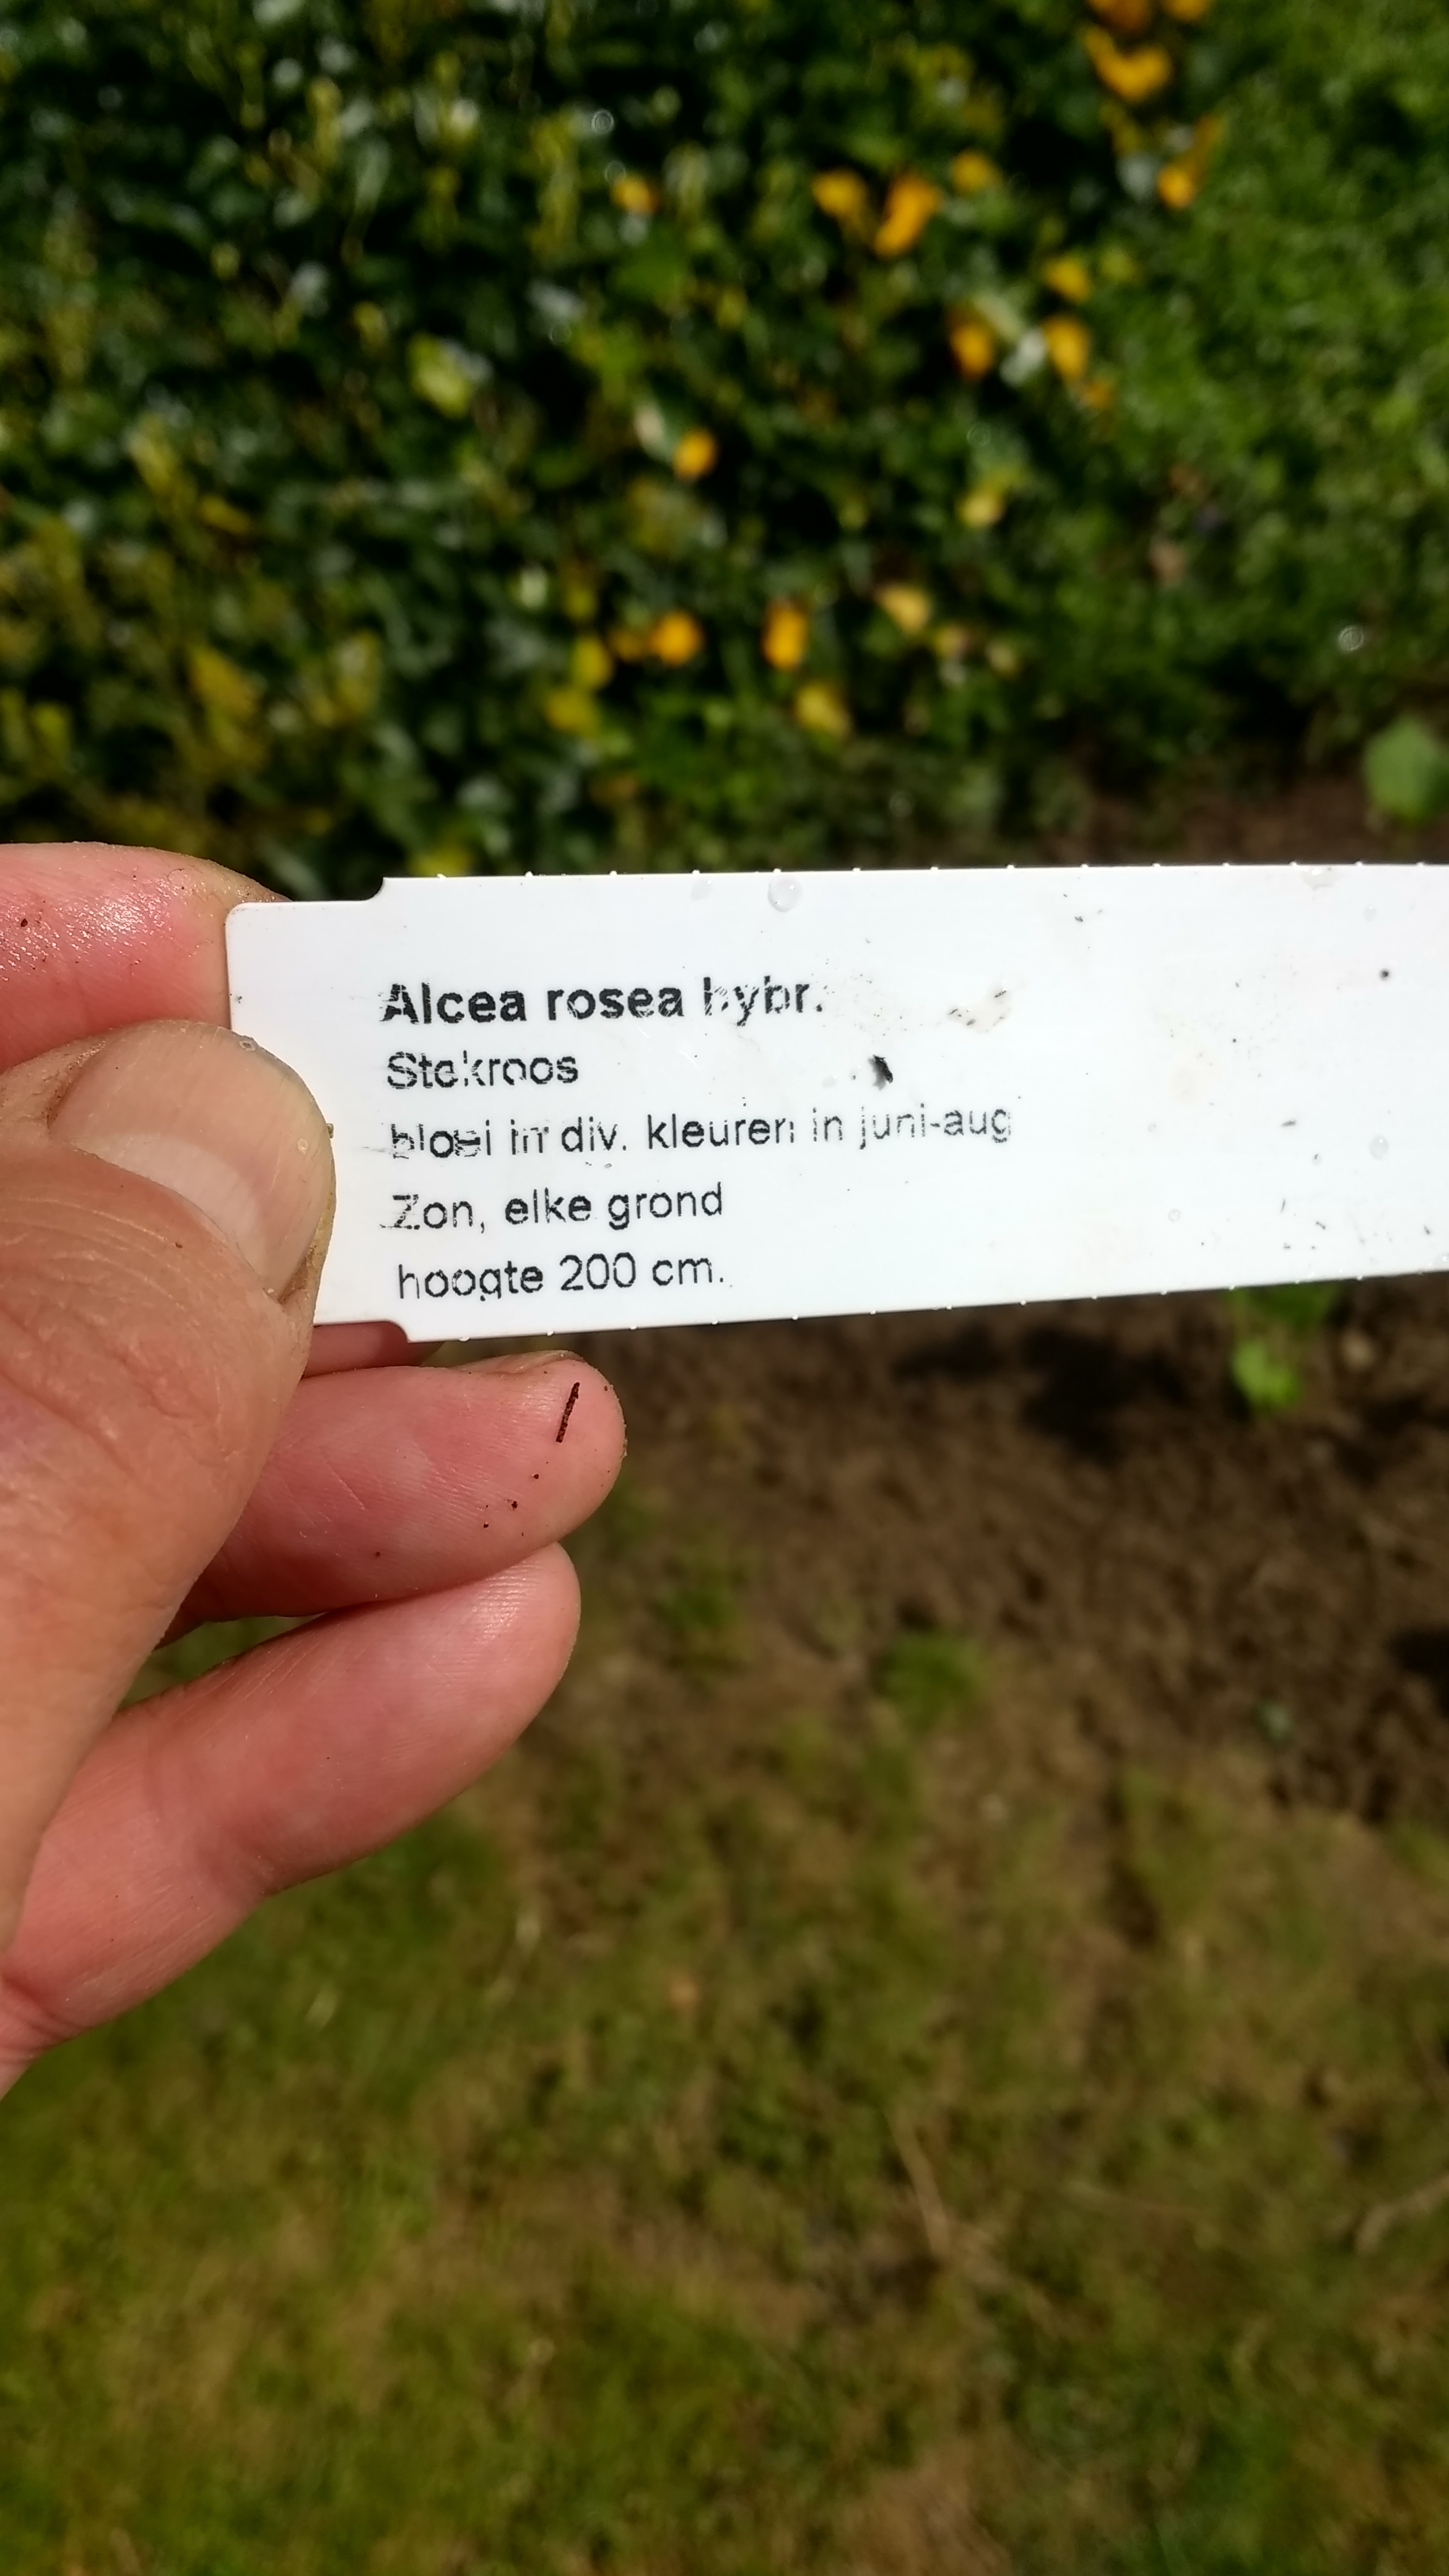 Alcea rosea hybr.
Stokroos
bloei in div. kleuren in juni-aug
Zon, elke grond
hoogte 200 cm.